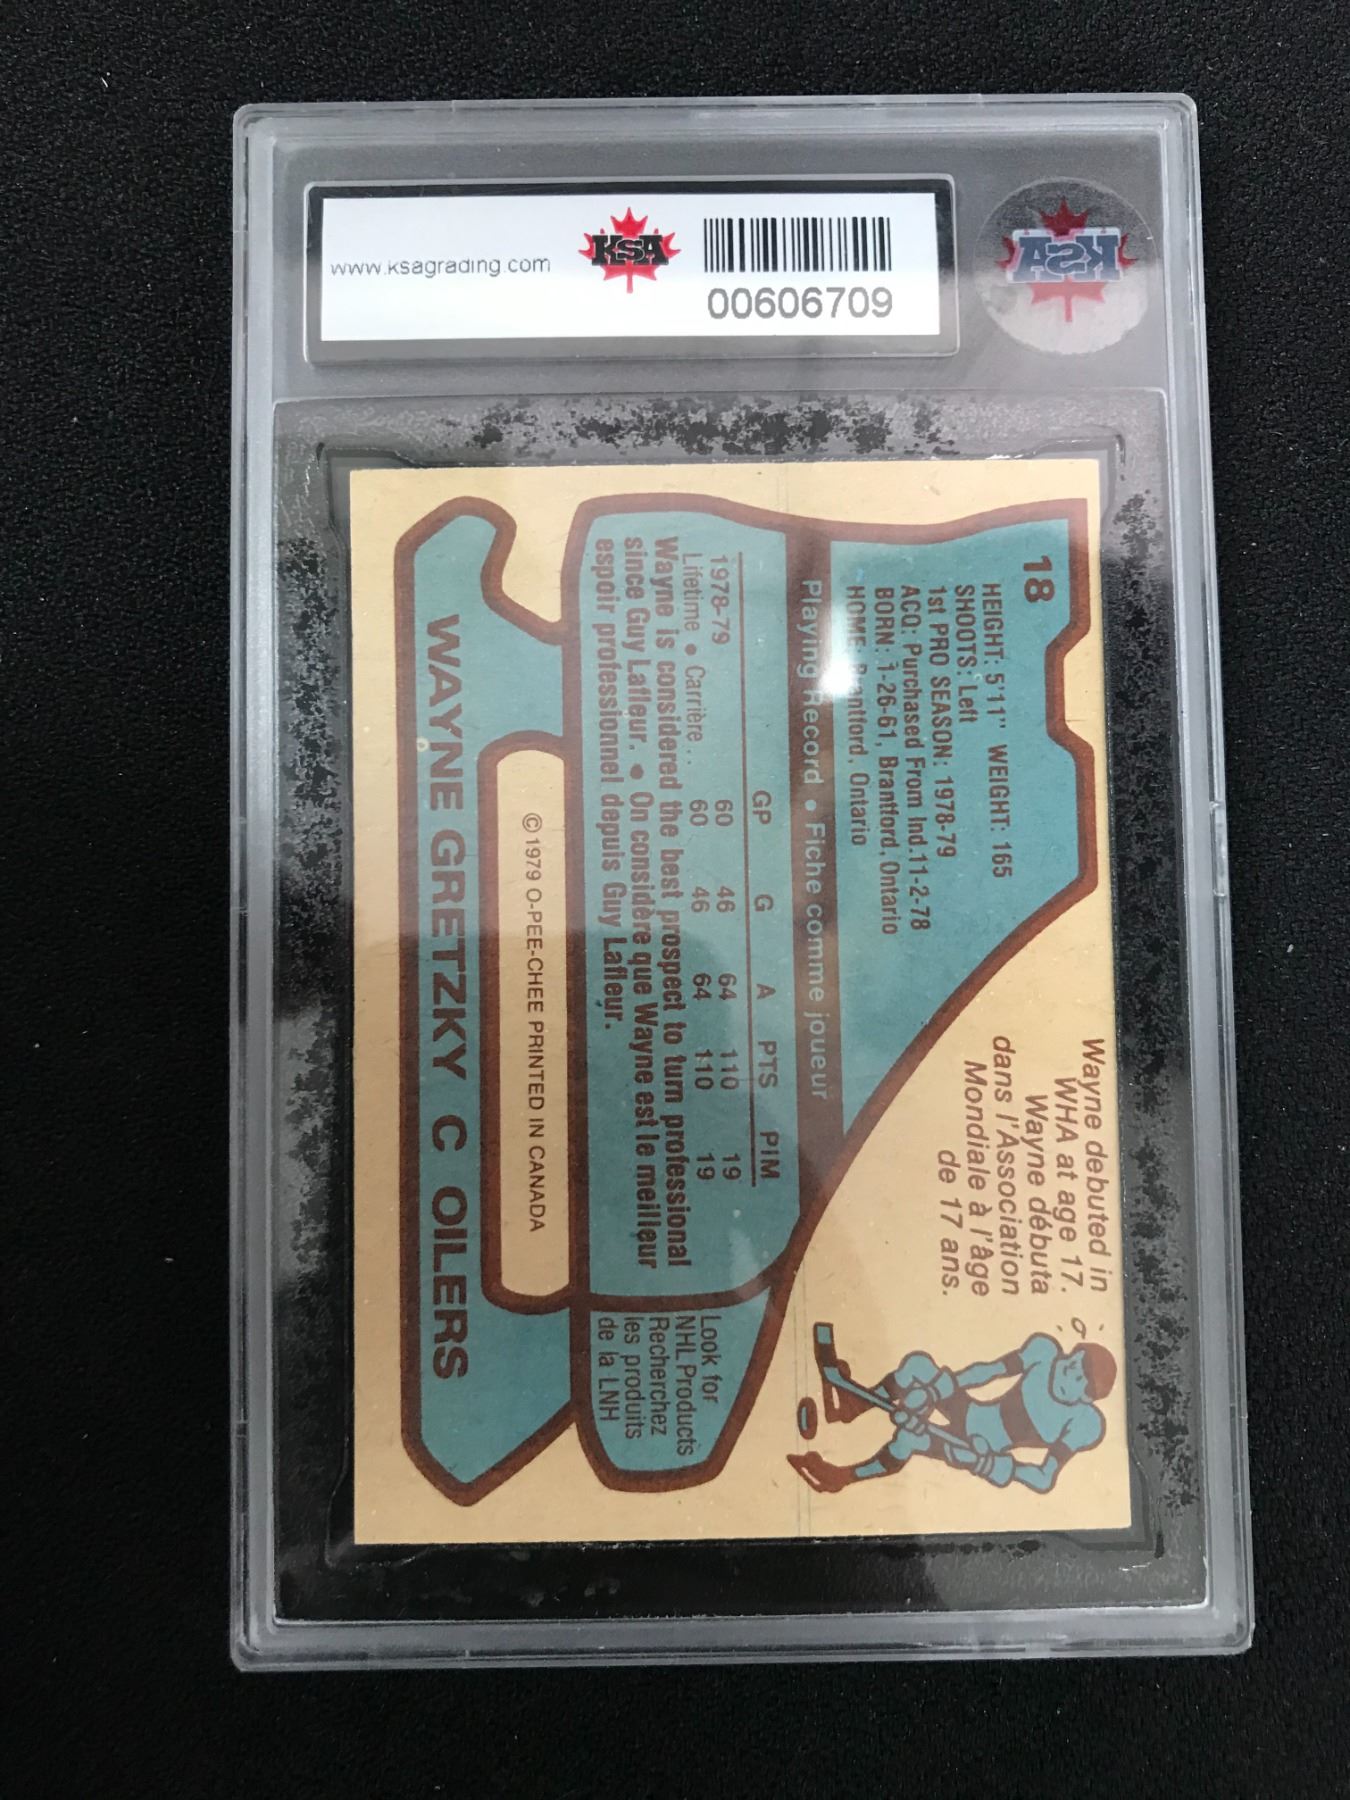 www.ksagrading.com
KSA
00606709
KSA
18
HEIGHT: 5'11" WEIGHT: 165
SHOOTS: Left
1st PRO SEASON: 1978-79
ACQ: Purchased From Ind.11-2-78
BORN: 1-26-61, Brantford, Ontario
HOME: Brantford, Ontario
Wayne debuted in
WHA at age 17.
Wayne débuta
dans l'Association
Mondiale à l'âge
de 17 ans.
Playing Record • Fiche comme joueur
GP G A PTS PIM
1978-79 60 46 64 110 19
Lifetime • Carrière.. 60 46 64 110 19
Wayne is considered the best prospect to turn professional
since Guy Lafleur. • On considère que Wayne est le meilleur
espoir professionnel depuis Guy Lafleur.
Look for
NHL Products
Recherchez
les produits
de la LNH
© 1979 O-PEE-CHEE PRINTED IN CANADA
WAYNE GRETZKY C OILERS